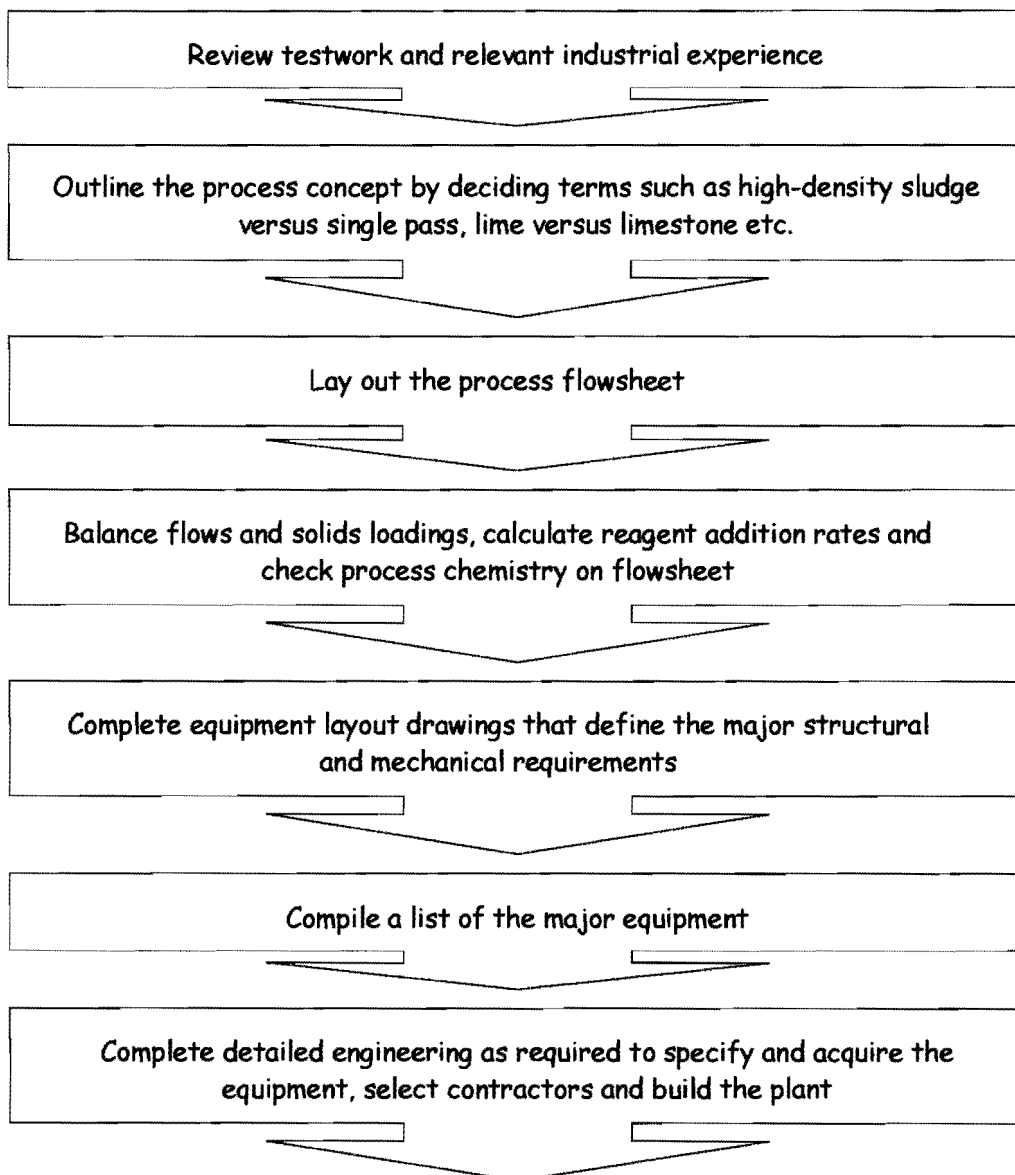 Review testwork and relevant industrial experience
Outline the process concept by deciding terms such as high-density sludge
versus single pass, lime versus limestone etc.
Lay out the process flowsheet
Balance flows and solids loadings, calculate reagent addition rates and
check process chemistry on flowsheet
Complete equipment layout drawings that define the major structural
and mechanical requirements
Compile a list of the major equipment
Complete detailed engineering as required to specify and acquire the
equipment, select contractors and build the plant